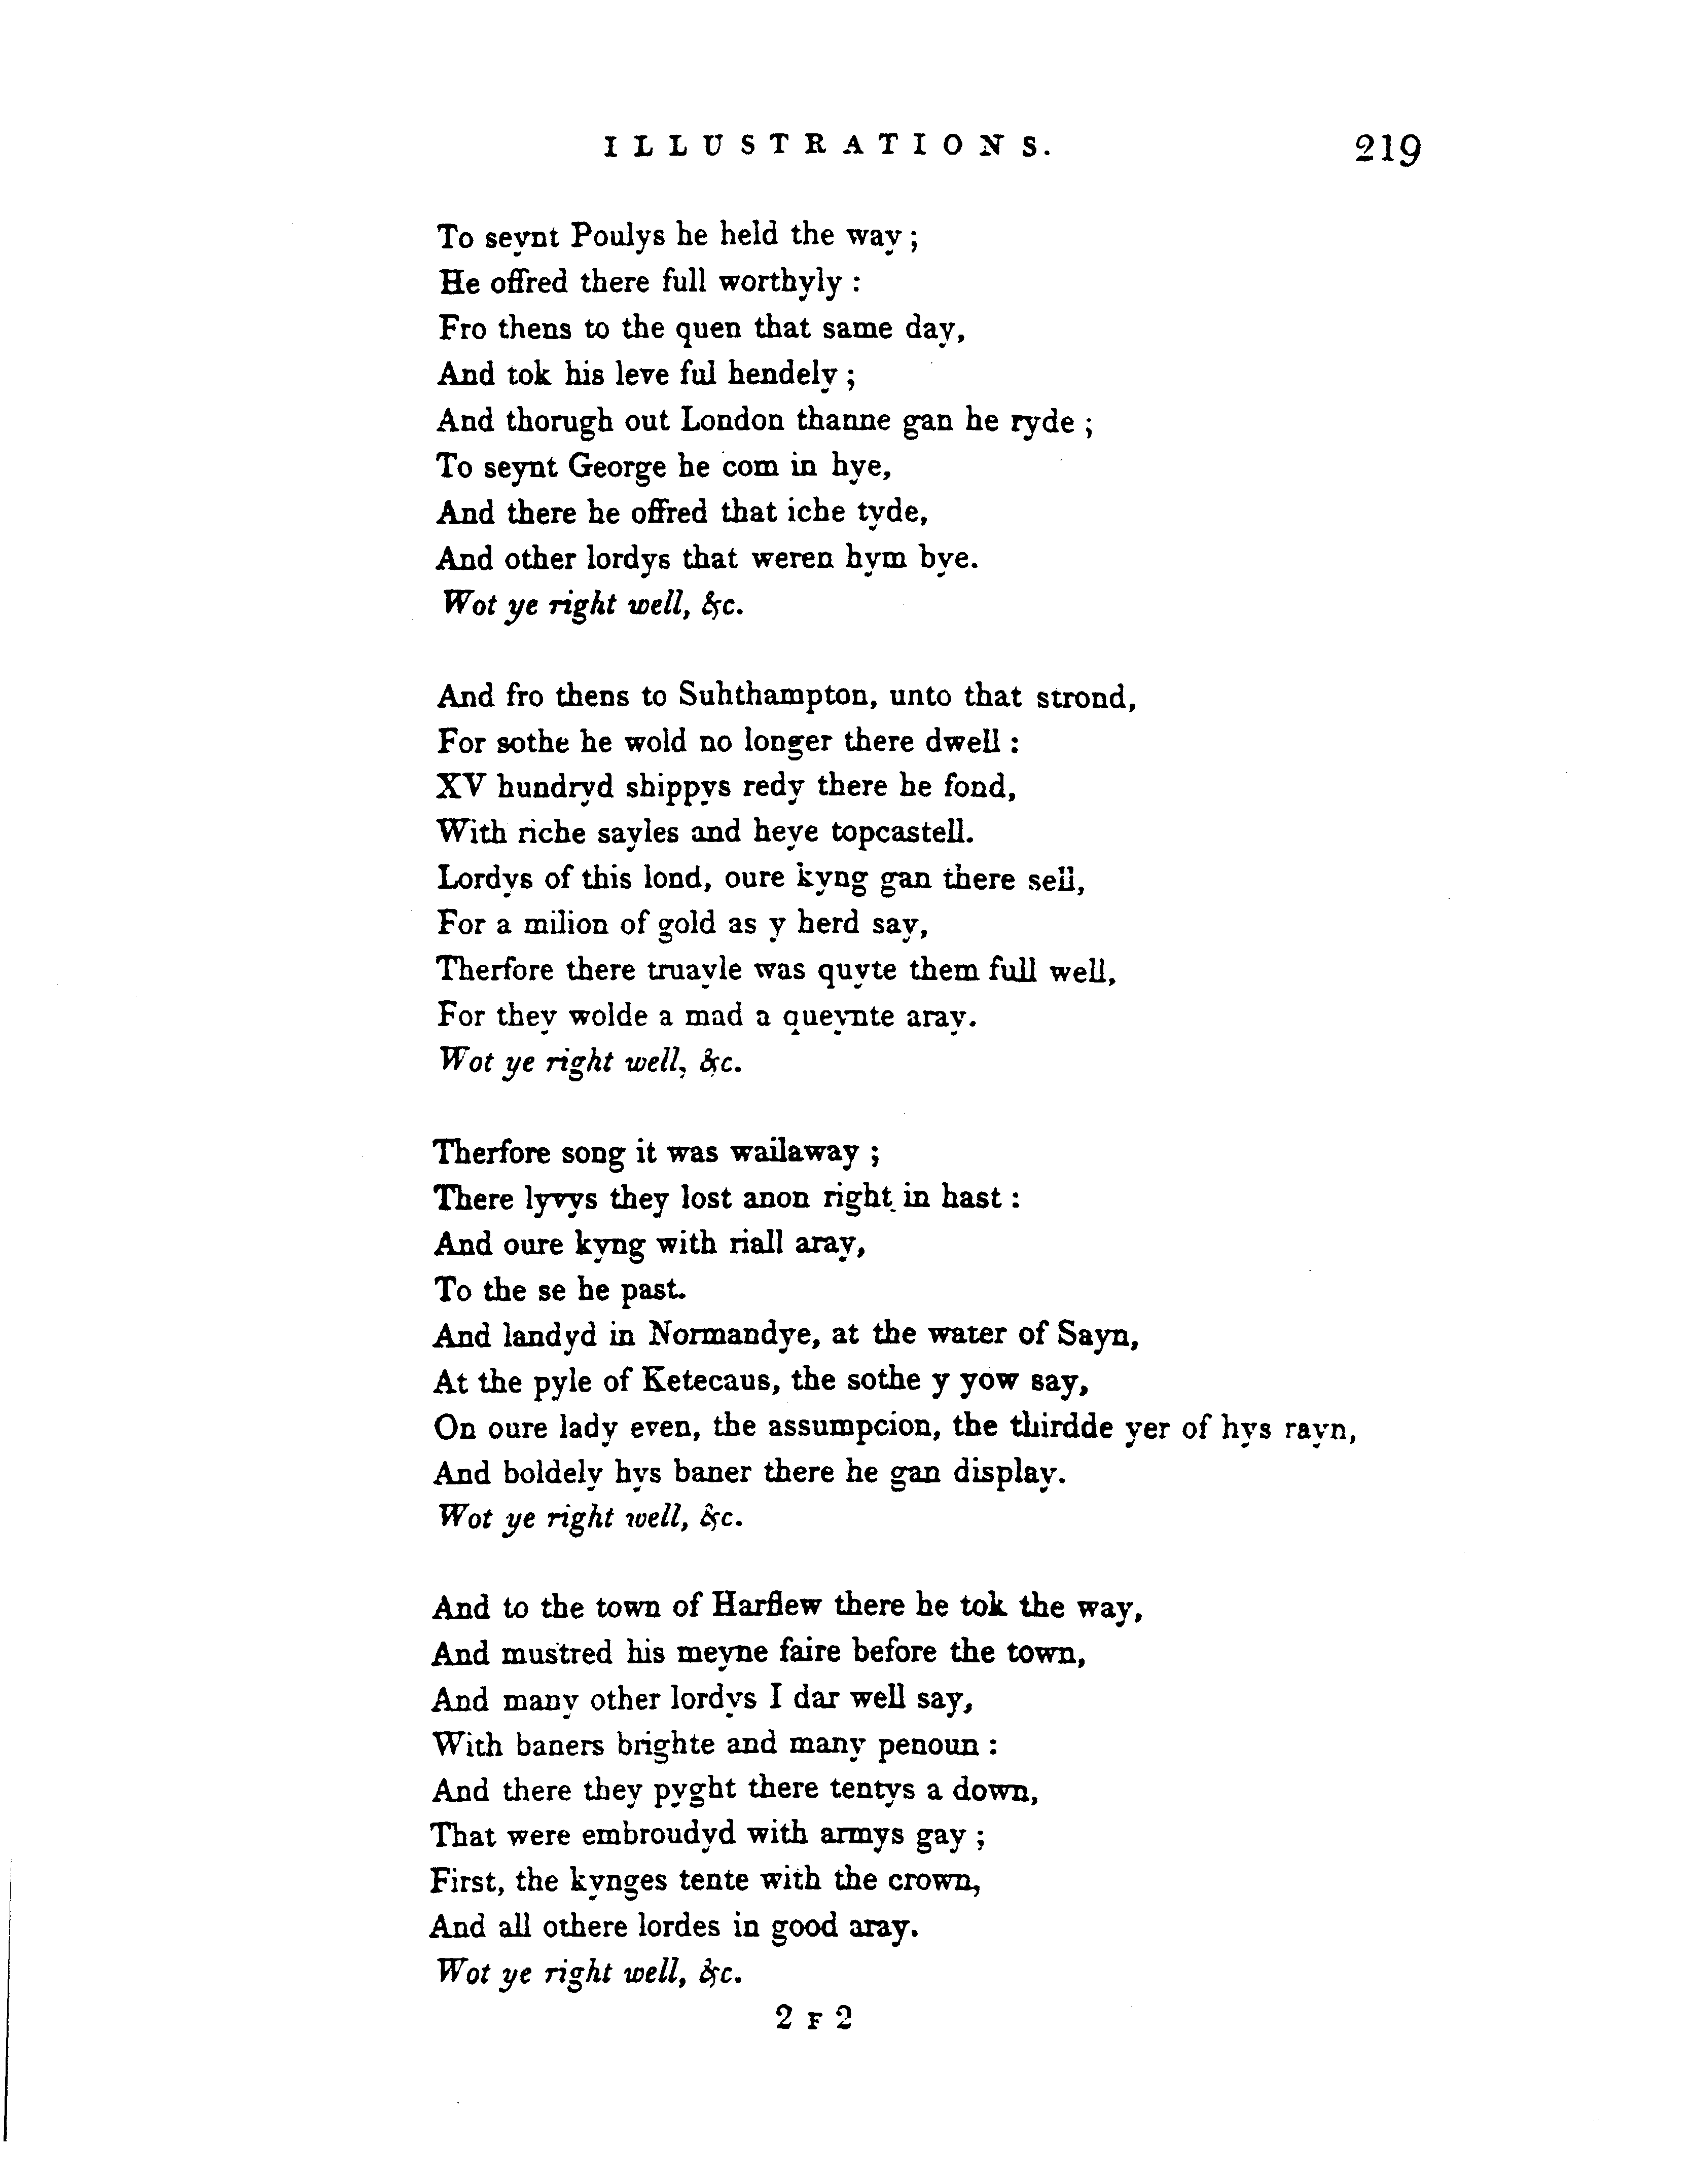 ILLUSTRATIONS. 219
To seynt Poulys he held the way;
He offred there full worthyly:
Fro thens to the quen that same day,
And tok his leve ful hendely;
And thorugh out London thanne gan he ryde;
To seynt George he com in hye,
And there he offred that iche tyde,
And other lordys that weren hym bye.
Wot ye right well, &c.
And fro thens to Suhthampton, unto that strond,
For sothe he wold no longer there dwell:
XV hundryd shippys redy there he fond,
With riche sayles and heye topcastell.
Lordys of this lond, oure kyng gan there sell,
For a milion of gold as y herd say,
Therfore there truayle was quyte them full well,
For they wolde a mad a queynte aray.
Wot ye right well, &c.
Therfore song it was wailaway;
There lyvys they lost anon right in hast:
And oure kyng with riall aray,
To the se he past.
And landyd in Normandye, at the water of Sayn,
At the pyle of Ketecaus, the sothe y yow say,
On oure lady even, the assumpcion, the thirdde yer of hys rayn,
And boldely hys baner there he gan display.
Wot ye right well, &c.
And to the town of Harflew there he tok the way,
And mustred his meyne faire before the town,
And many other lordys I dar well say,
With baners brighte and many penoun:
And there they pyght there tentys a down,
That were embroudyd with armys gay;
First, the kynges tente with the crown,
And all othere lordes in good aray.
Wot ye right well, &c.
2 F 2